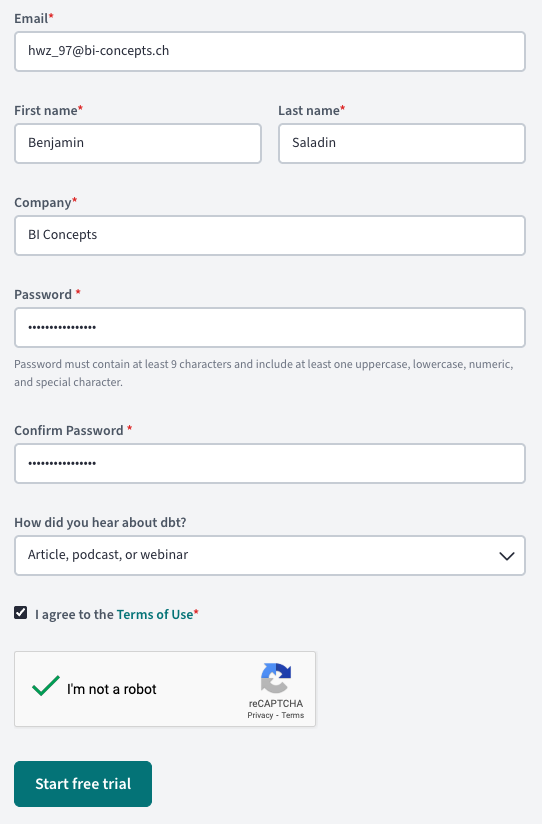 Email*
hwz_97@bi-concepts.ch
First name*
Last name*
Benjamin
Saladin
Company*
BI Concepts
Password *
••••••••••••••••
Password must contain at least 9 characters and include at least one uppercase, lowercase, numeric,
and special character.
Confirm Password *
••••••••••••••••
How did you hear about dbt?
Article, podcast, or webinar
I agree to the Terms of Use*
I'm not a robot
reCAPTCHA
Privacy - Terms
Start free trial